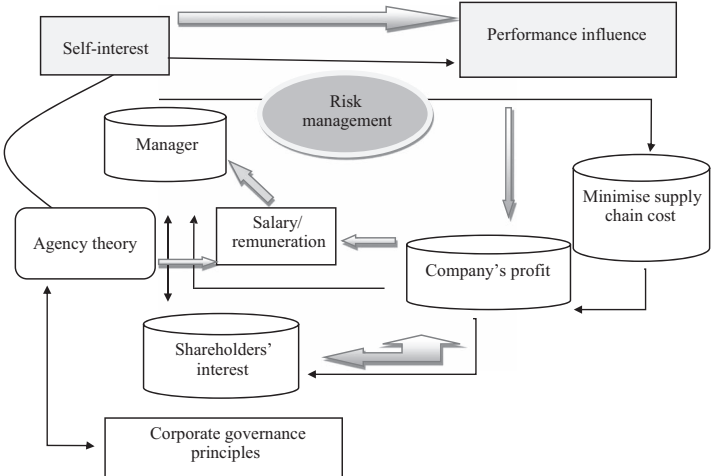 Self-interest
Performance influence
Risk
management
Manager
Minimise supply
chain cost
Salary/
remuneration
Agency theory
Company's profit
Shareholders'
interest
Corporate governance
principles